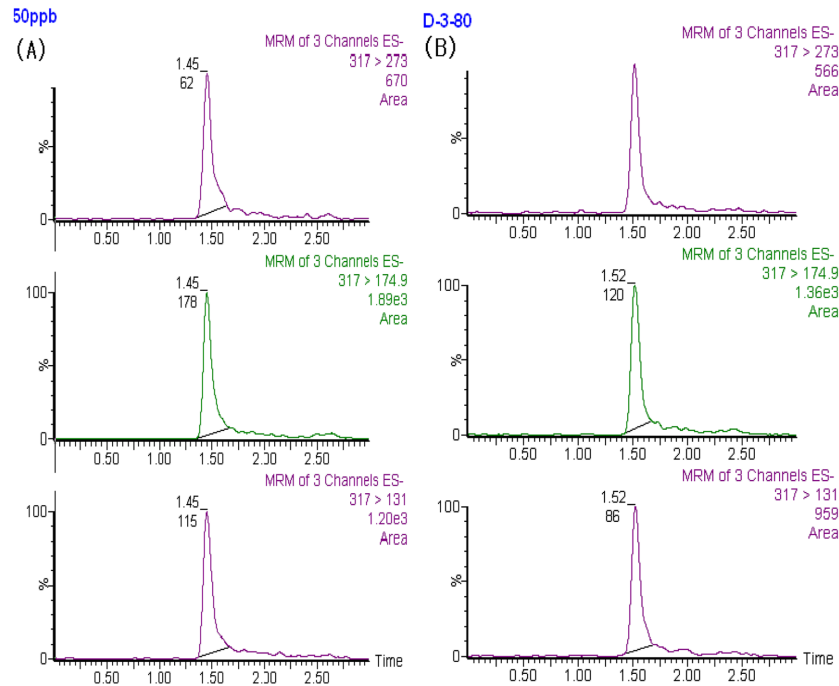 50ppb
(A)
MRM of 3 Channels ES-
317 > 273
670
Area
1.45
62
%
0
0.50 1.00 1.50 2.00 2.50
MRM of 3 Channels ES-
317 > 174.9
1.89e3
Area
1.45
178
100
%
0
0.50 1.00 1.50 2.00 2.50
MRM of 3 Channels ES-
317 > 131
1.20e3
Area
1.45
115
100
%
0
0.50 1.00 1.50 2.00 2.50
Time
D-3-80
(B)
MRM of 3 Channels ES-
317 > 273
566
Area
%
0
0.50 1.00 1.50 2.00 2.50
MRM of 3 Channels ES-
317 > 174.9
1.36e3
Area
1.52
120
100
%
0
0.50 1.00 1.50 2.00 2.50
MRM of 3 Channels ES-
317 > 131
959
Area
1.52
86
100
%
0
0.50 1.00 1.50 2.00 2.50
Time